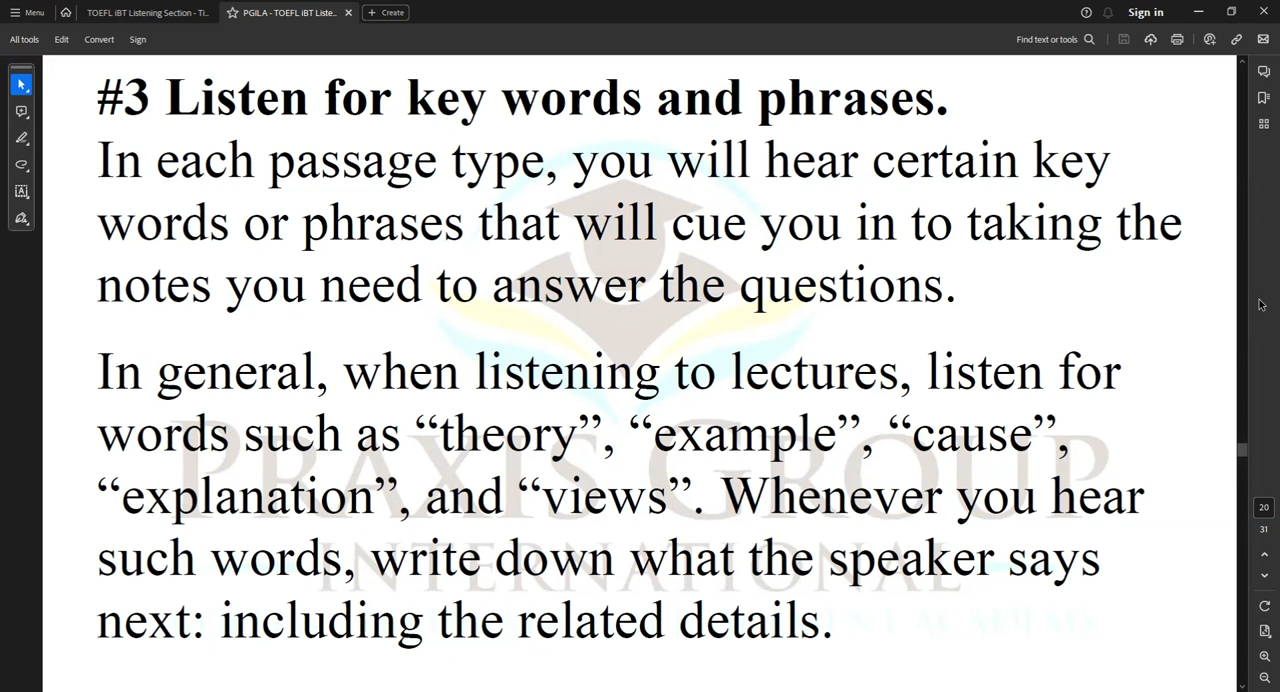 Menu
TOEFL iBT Listening Section - Ti...
PGILA - TOEFL iBT Liste...
Create
Sign in
All tools Edit Convert Sign
Find text or tools
#3 Listen for key words and phrases.
In each passage type, you will hear certain key
words or phrases that will cue you in to taking the
notes you need to answer the questions.
In general, when listening to lectures, listen for
words such as “theory”, “example”, “cause”,
“explanation”, and “views”. Whenever you hear
such words, write down what the speaker says
next: including the related details.
PRAXIS GROUP
INTERNATIONAL
20
31